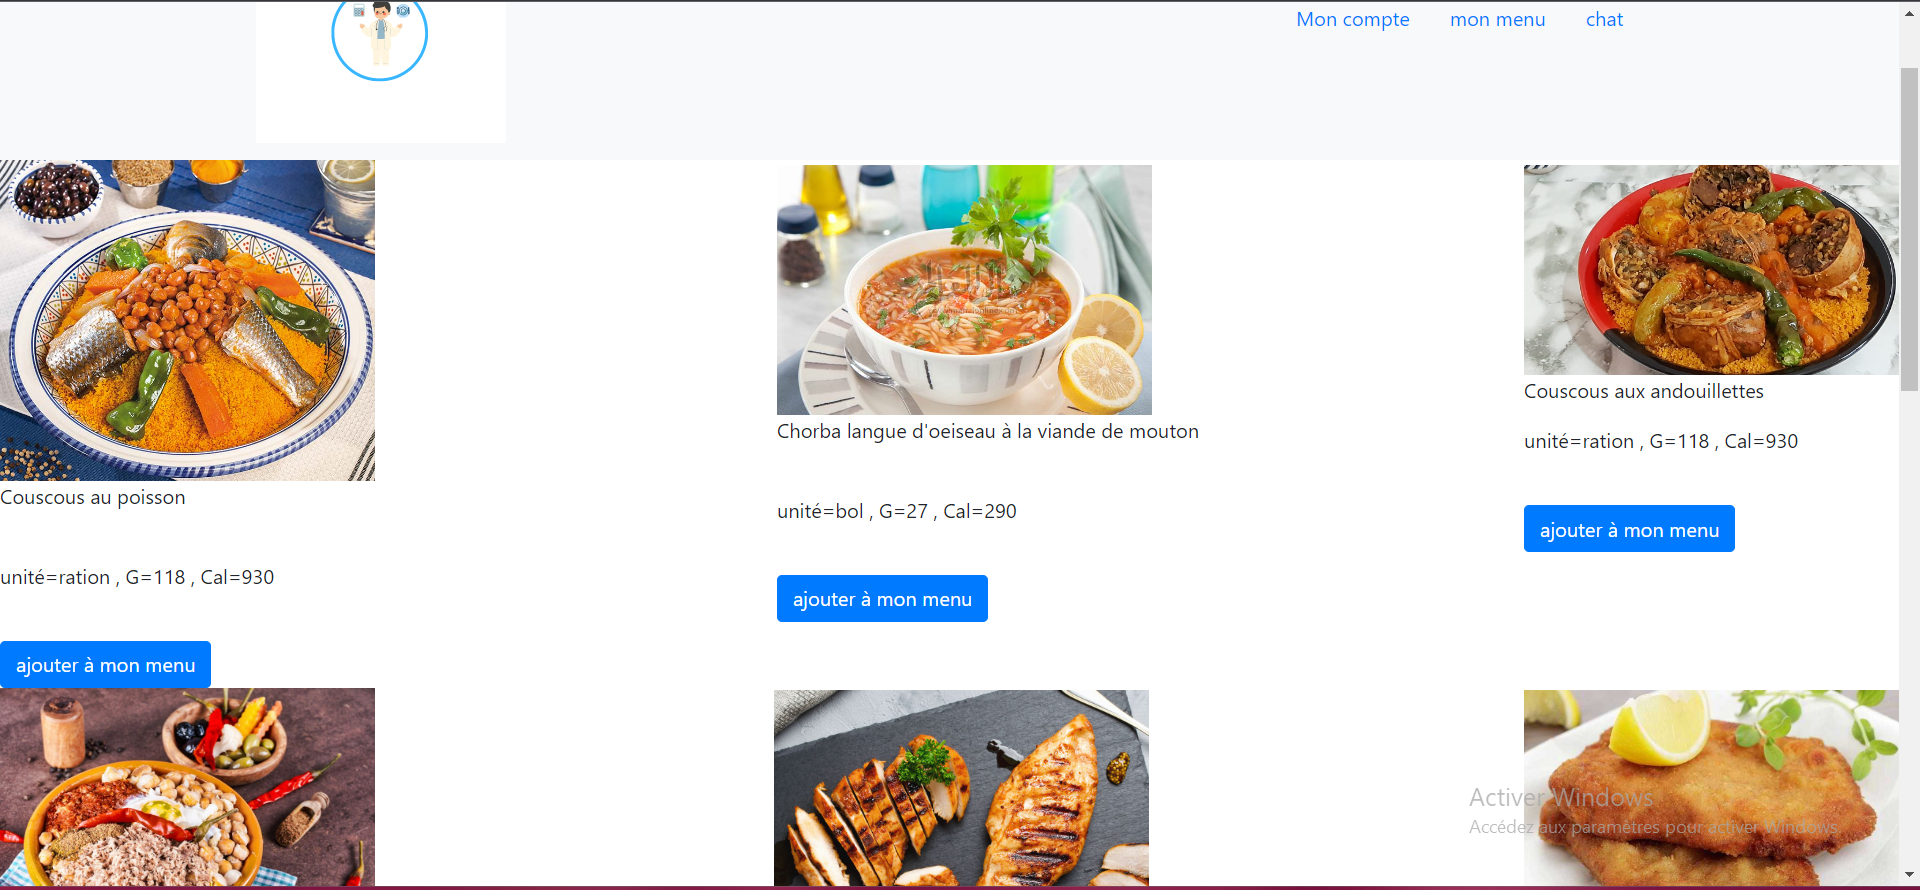 Mon compte mon menu chat
Couscous au poisson
unité=ration , G=118 , Cal=930
ajouter à mon menu
Chorba langue d'oeiseau à la viande de mouton
unité=bol , G=27 , Cal=290
ajouter à mon menu
Couscous aux andouillettes
unité=ration , G=118 , Cal=930
ajouter à mon menu
Activer Windows
Accédez aux paramètres pour activer Windows.